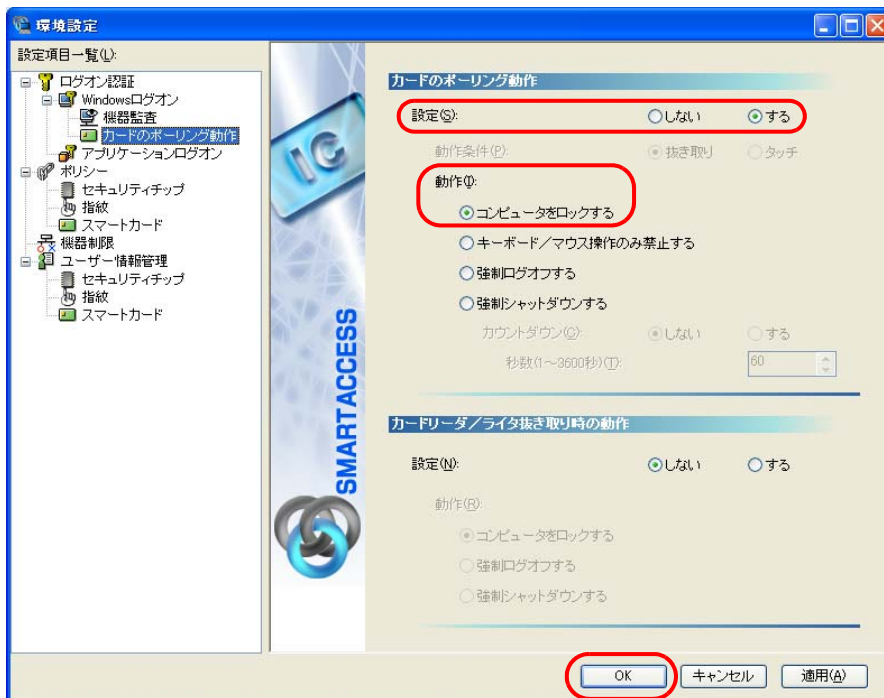 環境設定
設定項目一覧(L):
ログオン認証
Windowsログオン
機器監査
カードのポーリング動作
アプリケーションログオン
ポリシー
セキュリティチップ
指紋
スマートカード
機器制限
ユーザー情報管理
セキュリティチップ
指紋
スマートカード
IC
SMARTACCESS
カードのポーリング動作
設定(S): しない する
動作条件(P): 抜き取り タッチ
動作(I):
コンピュータをロックする
キーボード/マウス操作のみ禁止する
強制ログオフする
強制シャットダウンする
カウントダウン(C): しない する
秒数(1~3600秒)(T): 60
カードリーダ/ライタ抜き取り時の動作
設定(N): しない する
動作(R):
コンピュータをロックする
強制ログオフする
強制シャットダウンする
OK キャンセル 適用(A)